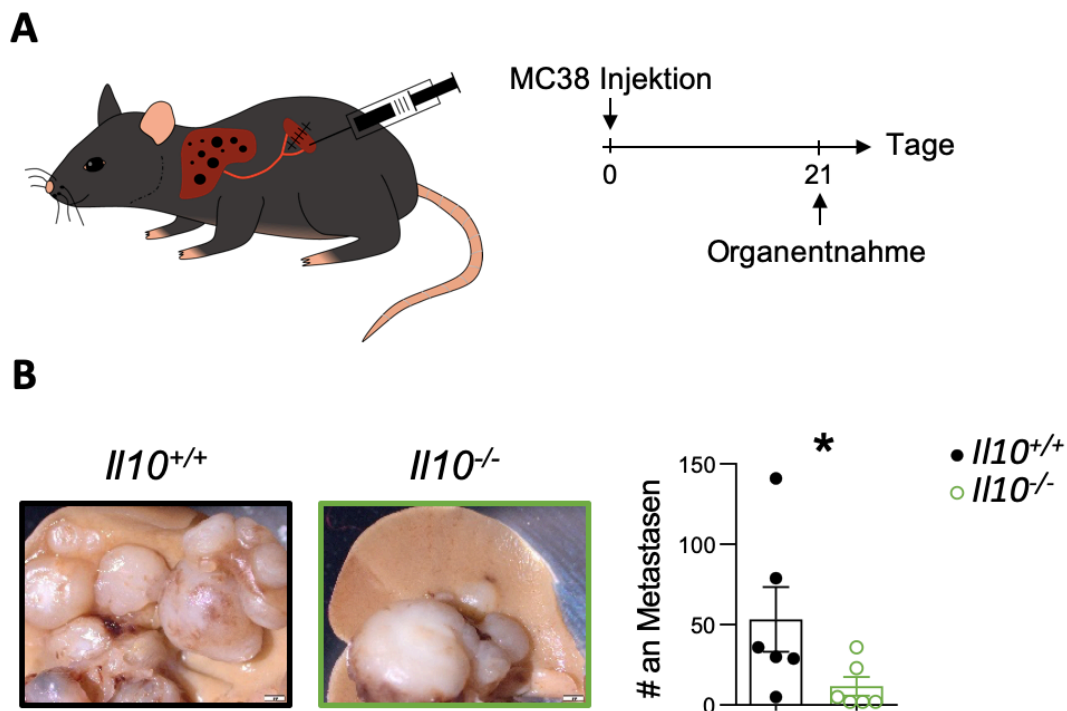 A
MC38 Injektion
Tage
0
21
Organentnahme
B
Il10+/+
Il10-/-
*
# an Metastasen
150
100
50
0
Il10+/+
Il10-/-